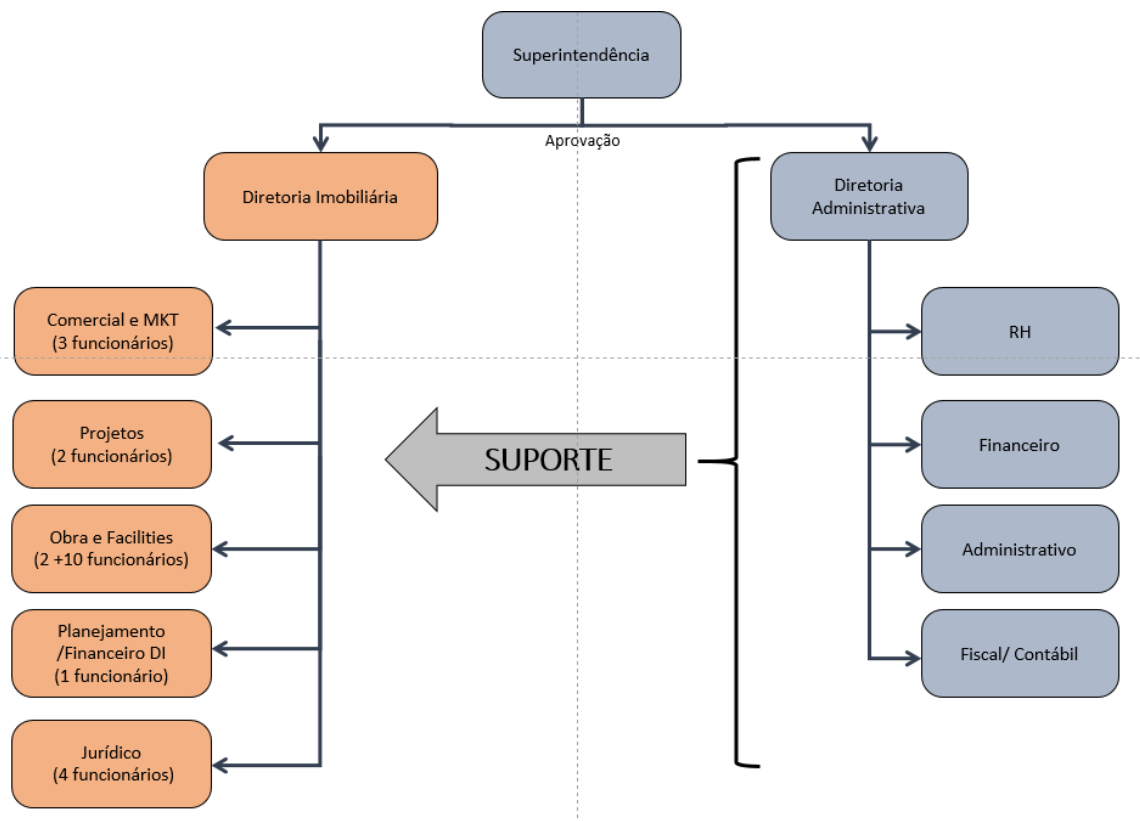 Superintendência
Aprovação
Diretoria Imobiliária
Diretoria
Administrativa
Comercial e MKT
(3 funcionários)
RH
Projetos
(2 funcionários)
SUPORTE
Financeiro
Obra e Facilities
(2 +10 funcionários)
Administrativo
Planejamento
/Financeiro DI
(1 funcionário)
Fiscal/ Contábil
Jurídico
(4 funcionários)